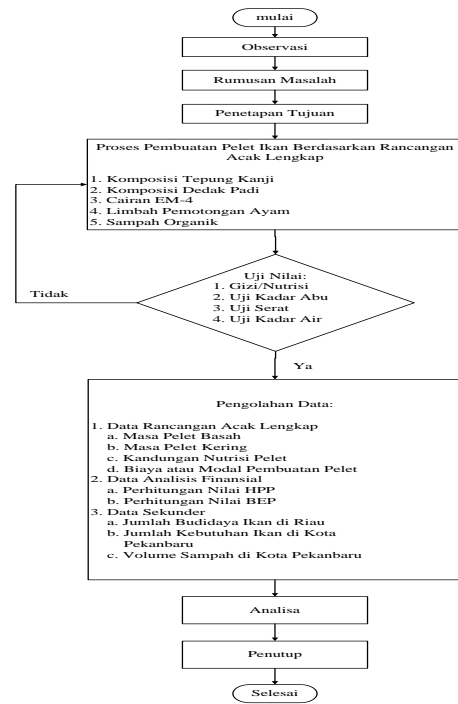 mulai
Observasi
Rumusan Masalah
Penetapan Tujuan
Proses Pembuatan Pelet Ikan Berdasarkan Rancangan
Acak Lengkap
1. Komposisi Tepung Kanji
2. Komposisi Dedak Padi
3. Cairan EM-4
4. Limbah Pemotongan Ayam
5. Sampah Organik
Uji Nilai:
1. Gizi/Nutrisi
2. Uji Kadar Abu
3. Uji Serat
4. Uji Kadar Air
Tidak
Ya
Pengolahan Data:
1. Data Rancangan Acak Lengkap
a. Masa Pelet Basah
b. Masa Pelet Kering
c. Kandungan Nutrisi Pelet
d. Biaya atau Modal Pembuatan Pelet
2. Data Analisis Finansial
a. Perhitungan Nilai HPP
b. Perhitungan Nilai BEP
3. Data Sekunder
a. Jumlah Budidaya Ikan di Riau
b. Jumlah Kebutuhan Ikan di Kota
Pekanbaru
c. Volume Sampah di Kota Pekanbaru
Analisa
Penutup
Selesai